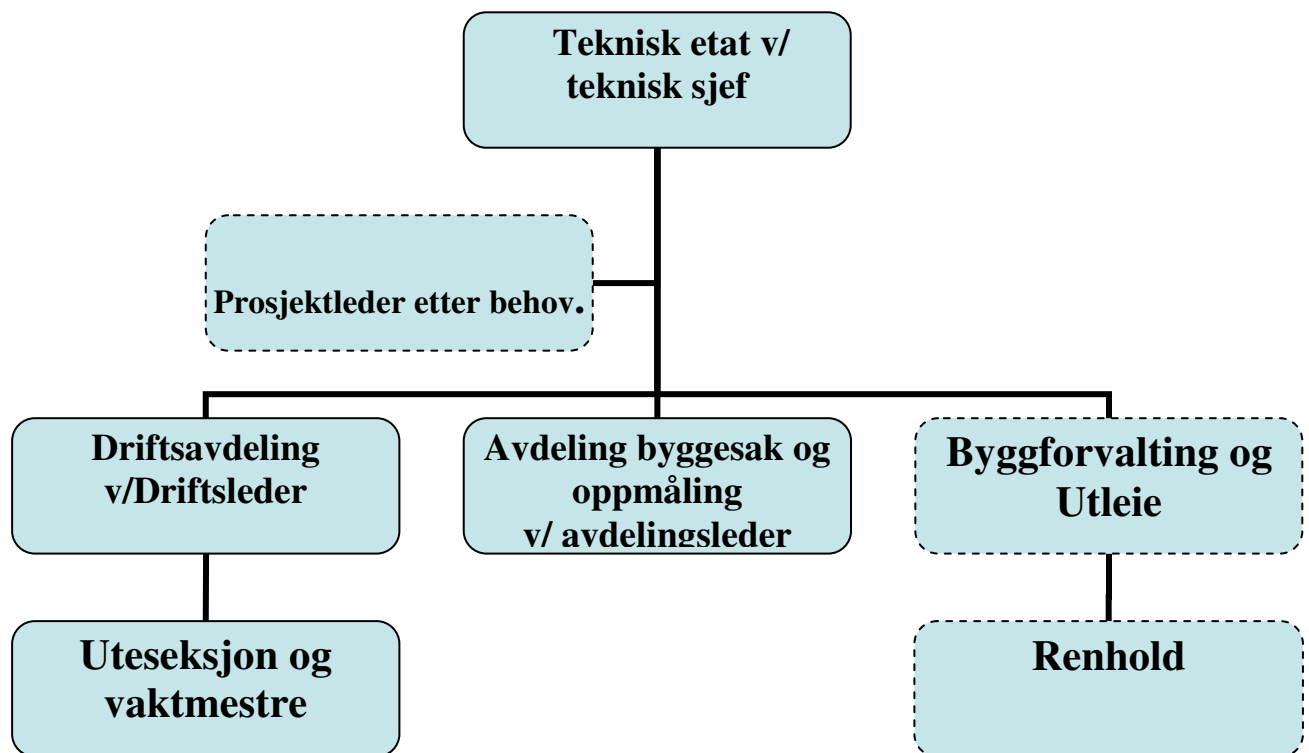 Teknisk etat v/
teknisk sjef
Prosjektleder etter behov.
Driftsavdeling
v/Driftsleder
Avdeling byggesak og
oppmåling
v/ avdelingsleder
Byggforvalting og
Utleie
Uteseksjon og
vaktmestre
Renhold